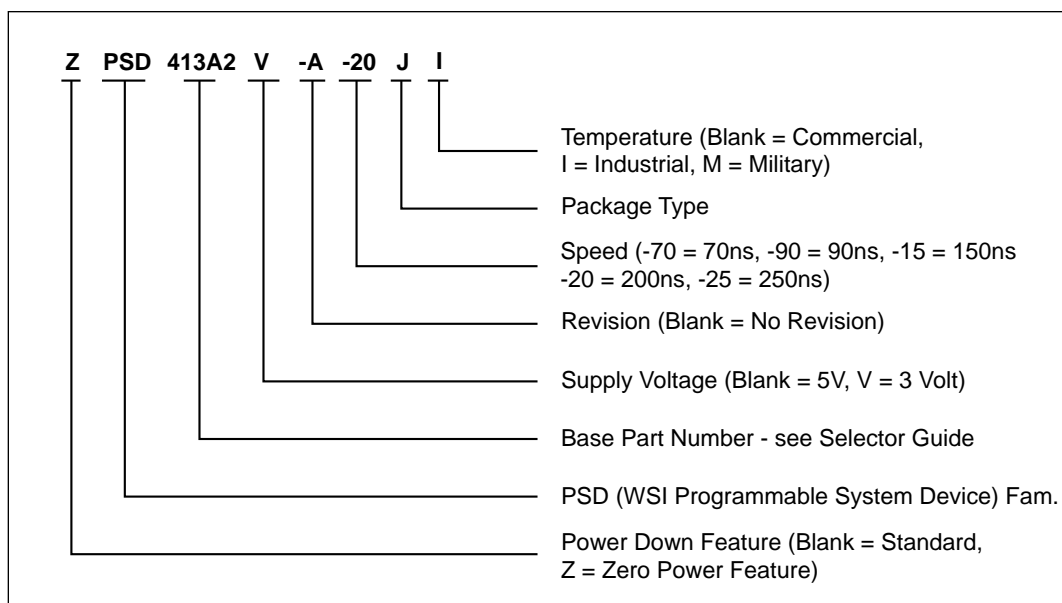 Z PSD 413A2 V -A -20 J I
Temperature (Blank = Commercial,
I = Industrial, M = Military)
Package Type
Speed (-70 = 70ns, -90 = 90ns, -15 = 150ns
-20 = 200ns, -25 = 250ns)
Revision (Blank = No Revision)
Supply Voltage (Blank = 5V, V = 3 Volt)
Base Part Number - see Selector Guide
PSD (WSI Programmable System Device) Fam.
Power Down Feature (Blank = Standard,
Z = Zero Power Feature)